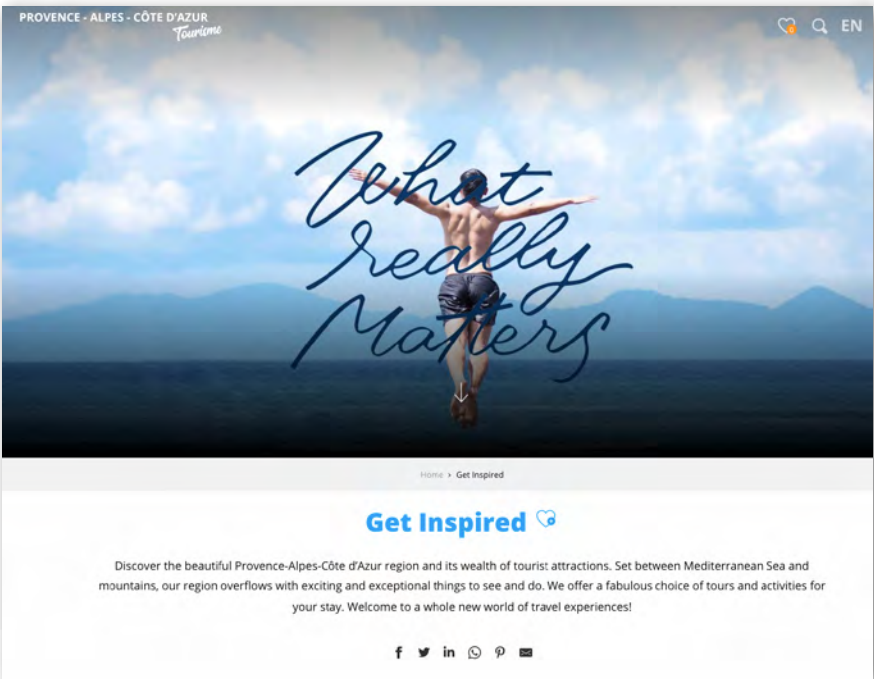 PROVENCE - ALPES - CÔTE D'AZUR
Tourisme
0
EN
What
really
Matters
Home > Get Inspired
Get Inspired
Discover the beautiful Provence-Alpes-Côte d'Azur region and its wealth of tourist attractions. Set between Mediterranean Sea and
mountains, our region overflows with exciting and exceptional things to see and do. We offer a fabulous choice of tours and activities for
your stay. Welcome to a whole new world of travel experiences!